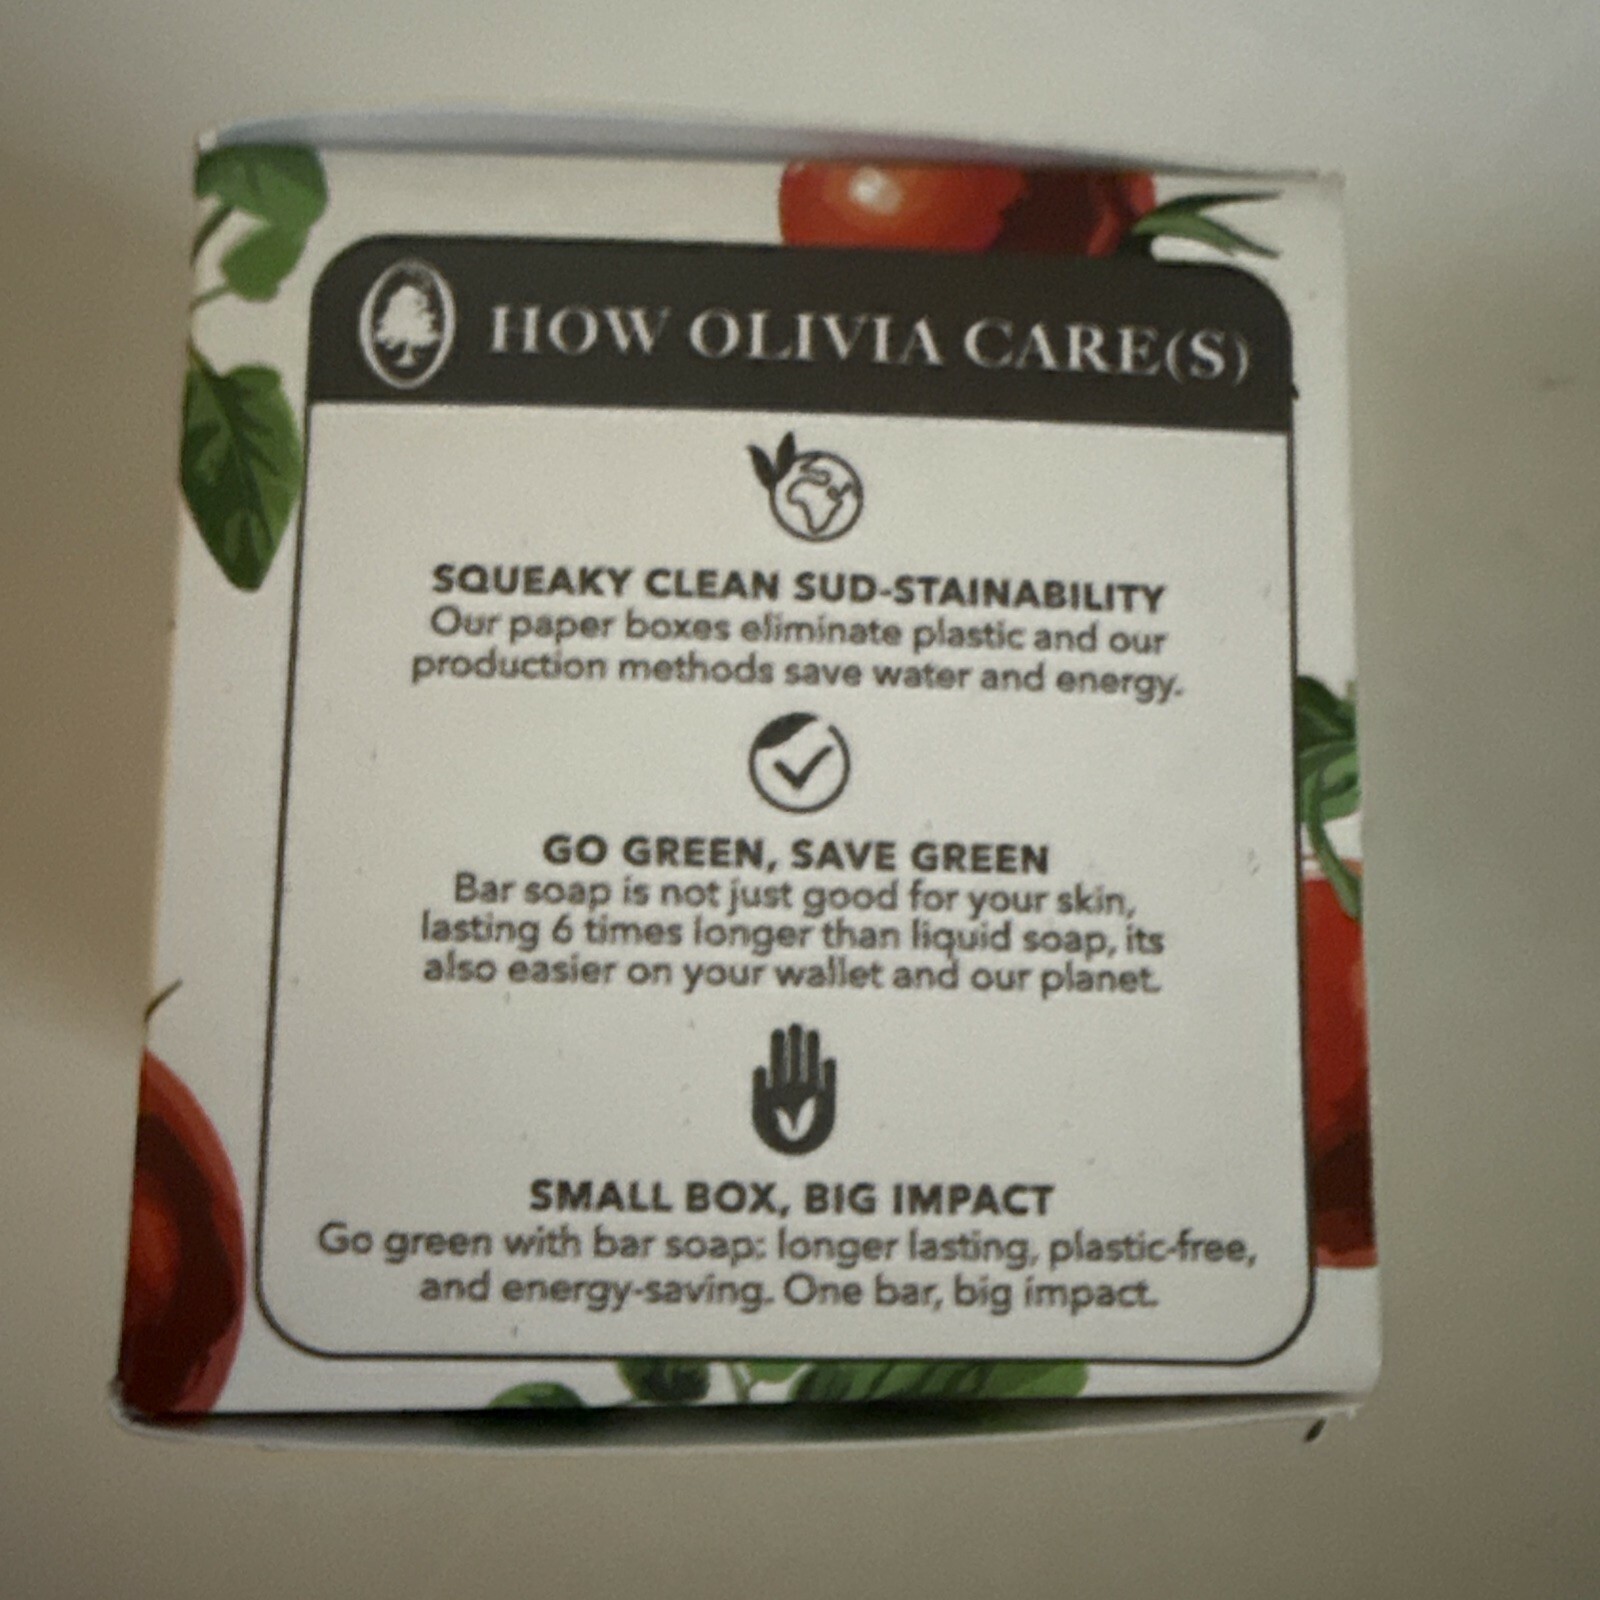 HOW OLIVIA CARE(S)
SQUEAKY CLEAN SUD-STAINABILITY
Our paper boxes eliminate plastic and our
production methods save water and energy.
GO GREEN, SAVE GREEN
Bar soap is not just good for your skin,
lasting 6 times longer than liquid soap, its
also easier on your wallet and our planet.
SMALL BOX, BIG IMPACT
Go green with bar soap: longer lasting, plastic-free,
and energy-saving. One bar, big impact.